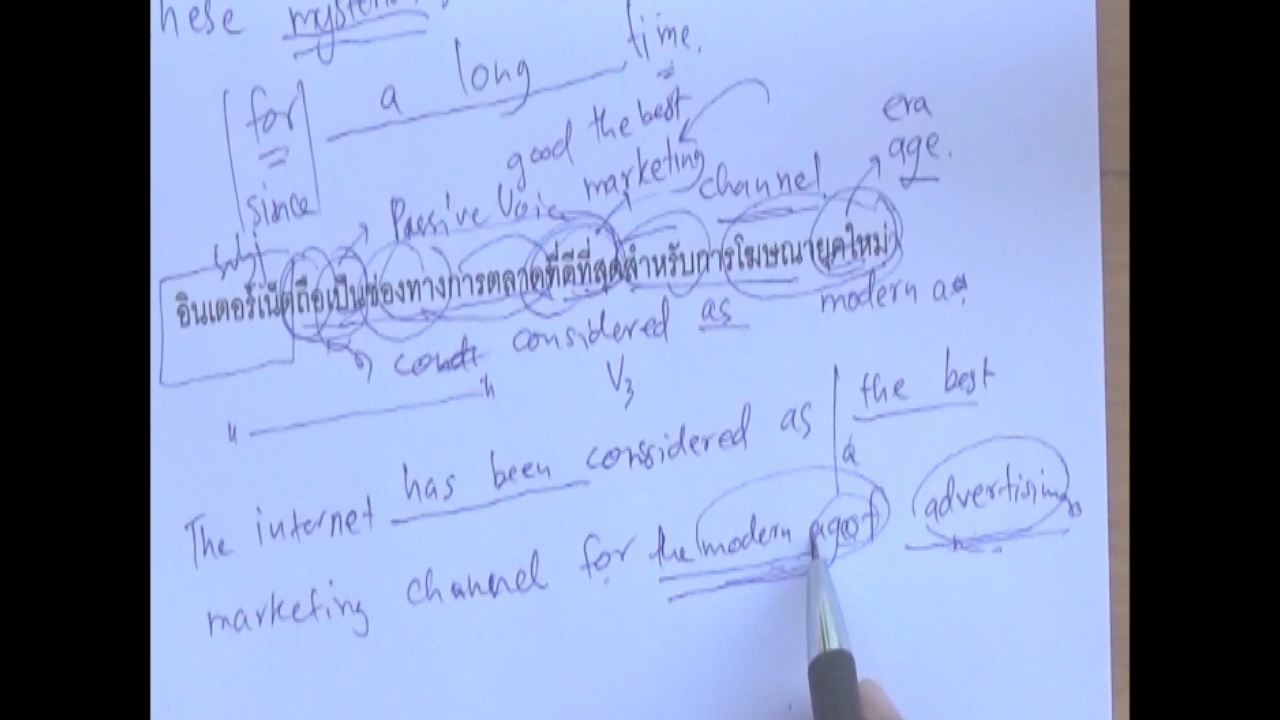 these
for a long time.
since
good the best
era
age.
Passive Voice marketing channel
subj
อินเตอร์เน็ตถือเป็นช่องทางการตลาดที่ดีที่สุดสำหรับการโฆษณายุคใหม่
considered as
modern
V3
The internet has been considered as the best
a
marketing channel for the modern age of advertising